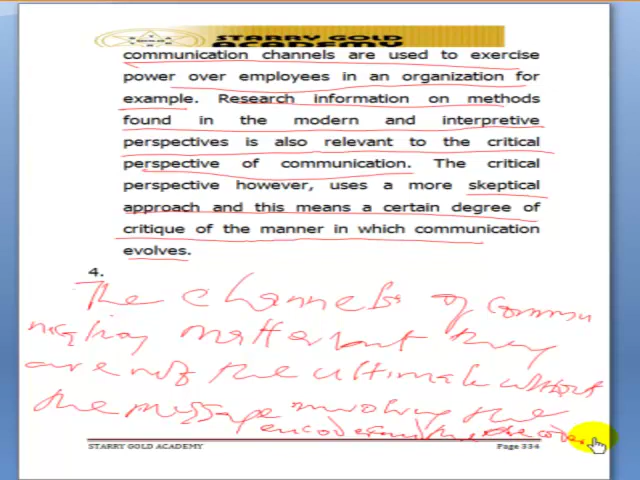 STARRY GOLD
ACADEMY
communication channels are used to exercise
power over employees in an organization for
example. Research information on methods
found in the modern and interpretive
perspectives is also relevant to the critical
perspective of communication. The critical
perspective however, uses a more skeptical
approach and this means a certain degree of
critique of the manner in which communication
evolves.
4.
The channels of commu
nication matter but they
are not the ultimate without
the message involving the
encoder and the decoder
STARRY GOLD ACADEMY Page 334